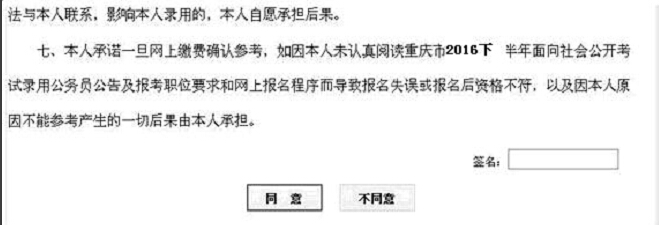 法与本人联系，影响本人录用的，本人自愿承担后果。
七、本人承诺一旦网上缴费确认参考，如因本人未认真阅读重庆市2016下 半年面向社会公开考
试录用公务员公告及报考职位要求和网上报名程序而导致报名失误或报名后资格不符，以及因本人原
因不能参考产生的一切后果由本人承担。
签名：
同 意 不同意